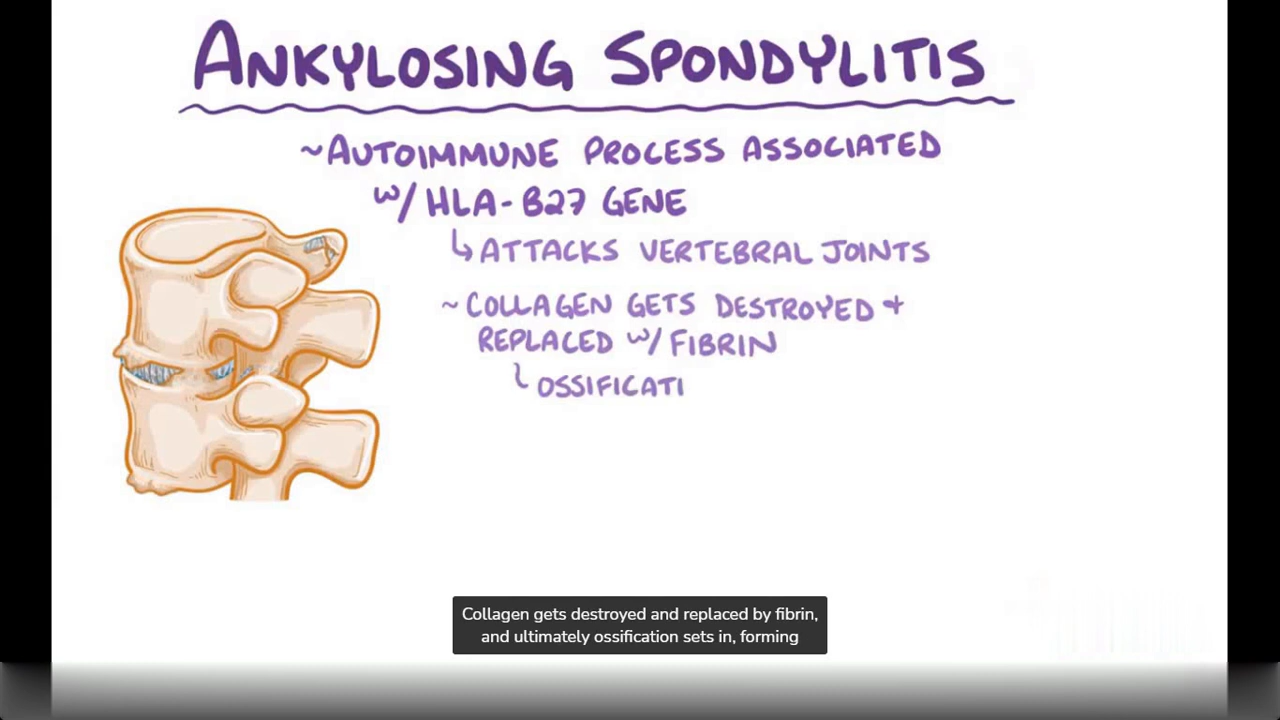 ANKYLOSING SPONDYLITIS
~AUTOIMMUNE PROCESS ASSOCIATED
w/ HLA-B27 GENE
↳ATTACKS VERTEBRAL JOINTS
~COLLAGEN GETS DESTROYED +
REPLACED w/ FIBRIN
OSSIFICATI
Collagen gets destroyed and replaced by fibrin,
and ultimately ossification sets in, forming